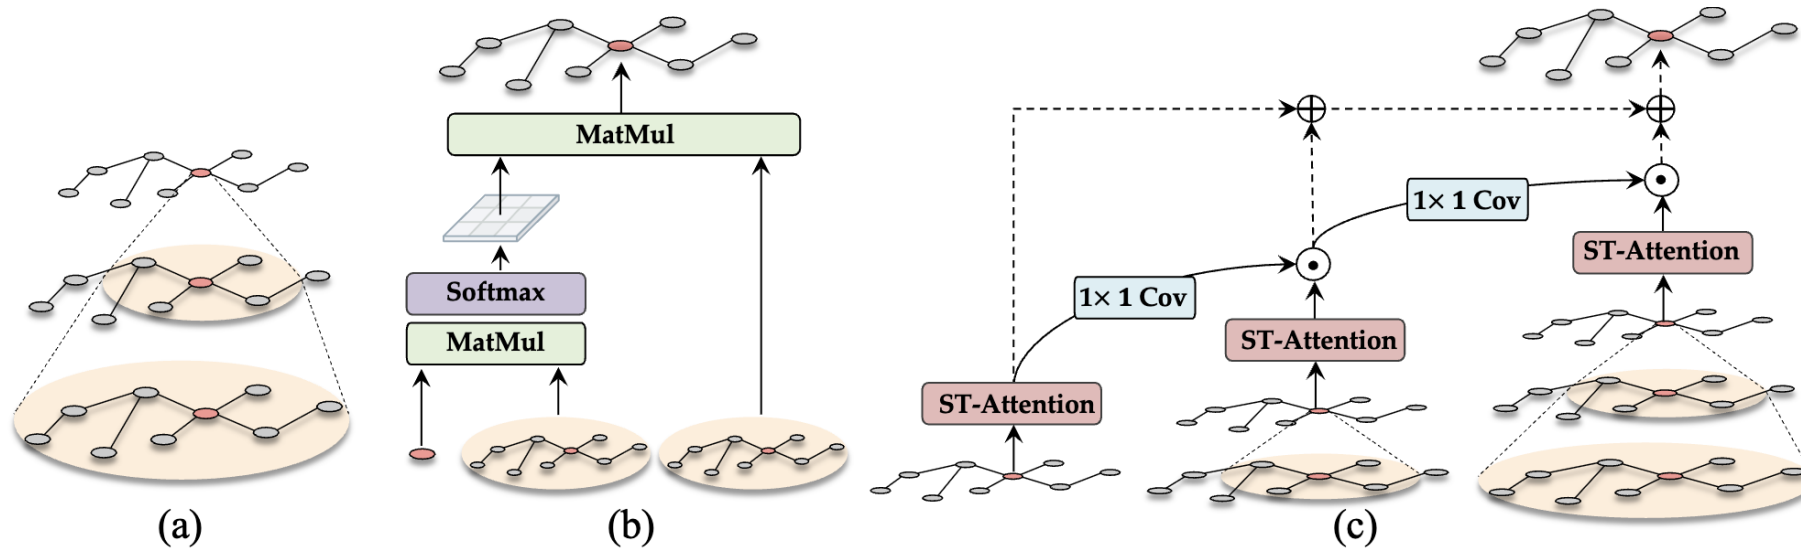 MatMul
Softmax
MatMul
(a)
(b)
1× 1 Cov
1× 1 Cov
ST-Attention
ST-Attention
ST-Attention
(c)